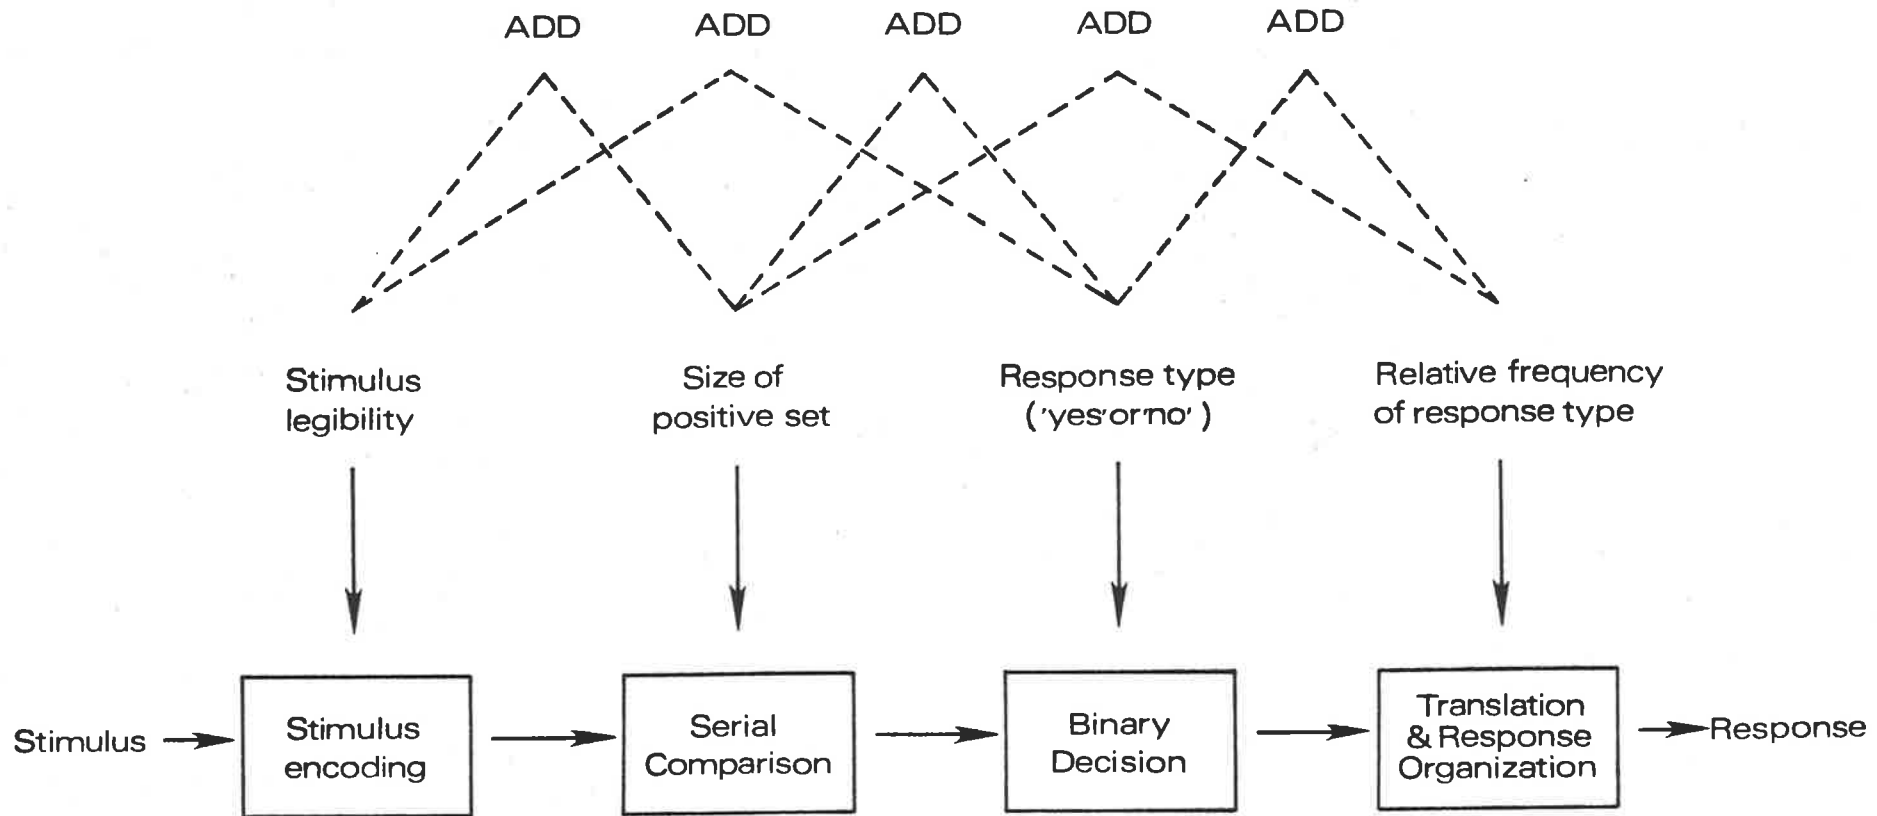 ADD ADD ADD ADD ADD
Stimulus
legibility
Size of
positive set
Response type
('yes'or'no')
Relative frequency
of response type
Stimulus
Stimulus
encoding
Serial
Comparison
Binary
Decision
Translation
& Response
Organization
Response